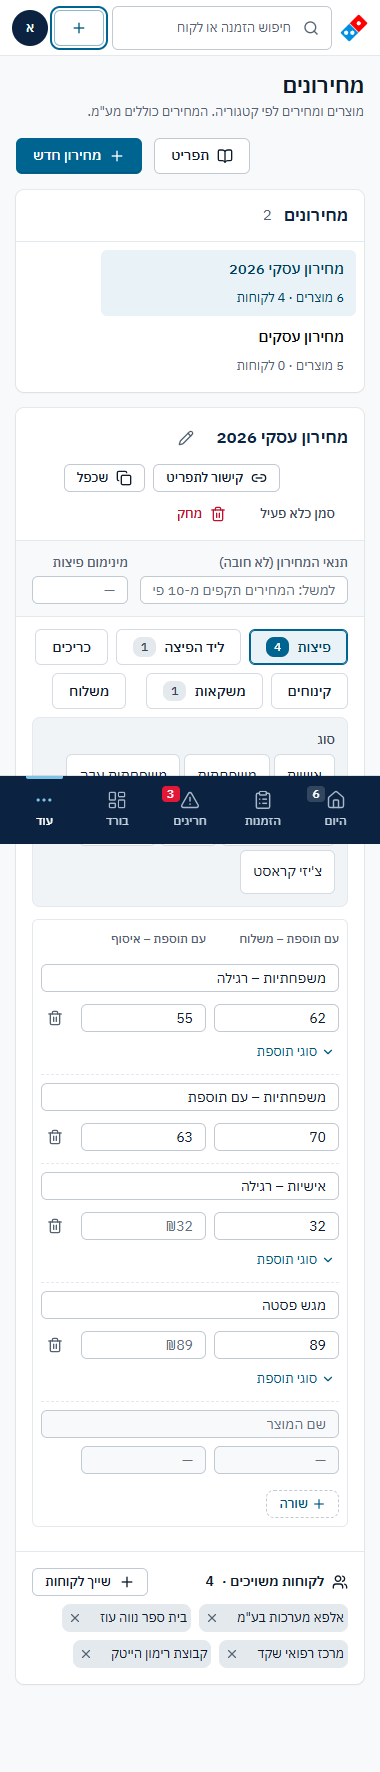 חיפוש הזמנה או לקוח
א
מחירונים
מוצרים ומחירים לפי קטגוריה. המחירים כוללים מע"מ.
תפריט
מחירון חדש
מחירונים 2
מחירון עסקי 2026
6 מוצרים · 4 לקוחות
מחירון עסקים
5 מוצרים · 0 לקוחות
מחירון עסקי 2026
קישור לתפריט
שכפל
סמן כלא פעיל
מחק
תנאי המחירון (לא חובה)
מינימום פיצות
למשל: המחירים תקפים מ-10 פי
—
פיצות 4
ליד הפיצה 1
כריכים
קינוחים
משקאות 1
משלוח
סוג
אישיות
משפחתיות
משפחתיות עבה
היום 6
הזמנות
חריגים 3
בורד
עוד
צ'יזי קראסט
עם תוספת – משלוח
עם תוספת – איסוף
משפחתיות – רגילה
62
55
סוגי תוספת
משפחתיות – עם תוספת
70
63
אישיות – רגילה
32
₪32
סוגי תוספת
מגש פסטה
89
₪89
סוגי תוספת
שם המוצר
—
—
שורה
לקוחות משויכים · 4
שייך לקוחות
אלפא מערכות בע"מ
בית ספר נווה עוז
מרכז רפואי שקד
קבוצת רימון הייטק